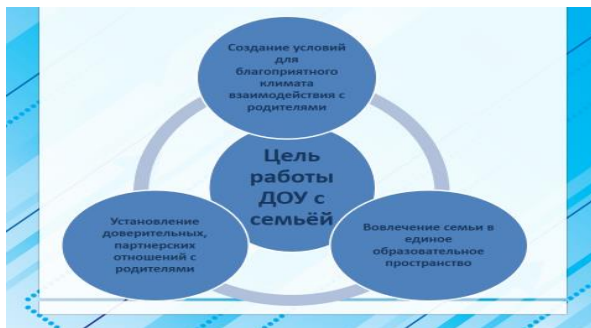 Создание условий
для
благоприятного
климата
взаимодействия с
родителями
Цель
работы
ДОУ с
семьёй
Установление
доверительных,
партнерских
отношений с
родителями
Вовлечение семьи в
единое
образовательное
пространство